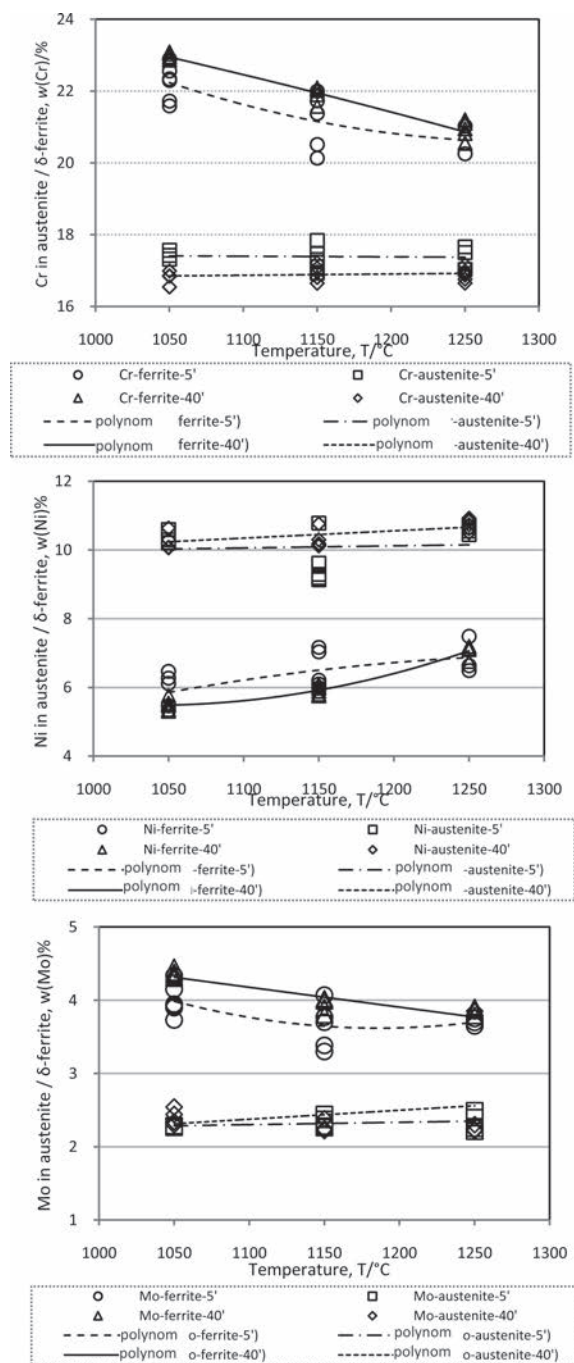 24
22
20
18
16
Cr in austenite / δ-ferrite, w(Cr)/%
1000 1050 1100 1150 1200 1250 1300
Temperature, T/°C
Cr-ferrite-5' Cr-austenite-5'
Cr-ferrite-40' Cr-austenite-40'
polynom ferrite-5') polynom -austenite-5')
polynom ferrite-40') polynom -austenite-40')
12
10
8
6
4
Ni in austenite / δ-ferrite, w(Ni)%
1000 1050 1100 1150 1200 1250 1300
Temperature, T/°C
Ni-ferrite-5' Ni-austenite-5'
Ni-ferrite-40' Ni-austenite-40'
polynom -ferrite-5') polynom -austenite-5')
polynom -ferrite-40') polynom -austenite-40')
5
4
3
2
1
Mo in austenite / δ-ferrite, w(Mo)%
1000 1050 1100 1150 1200 1250 1300
Temperature, T/°C
Mo-ferrite-5' Mo-austenite-5'
Mo-ferrite-40' Mo-austenite-40'
polynom o-ferrite-5') polynom o-austenite-5')
polynom o-ferrite-40') polynom o-austenite-40')